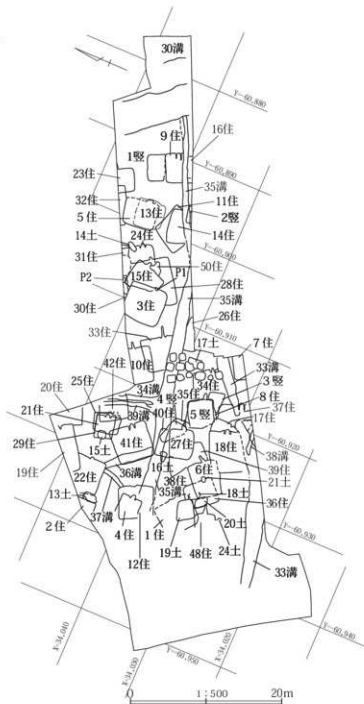 30溝
Y=-60,880
16住
9住
1竪
Y=-60,890
23住
35溝
32住
11住
13住
2竪
5住
24住
14住
14土
Y=-60,900
31住
50住
P2
P1
15住
28住
3住
35溝
30住
26住
33住
Y=-60,910
17土
7住
42住
10住
33溝
25住
34溝
34住
3竪
20住
35住
8住
4竪
21住
39溝
40住
5竪
37住
17住
29住
41住
27住
18住
Y=-60,920
15土
38溝
19住
16土
6住
39住
22住
36溝
38住
21土
13土
35溝
18土
36住
37溝
2住
20土
Y=-60,930
4住
1住
19土
24土
12住
48住
33溝
X=-34,040
X=-34,030
X=-34,020
Y=-60,950
Y=-60,940
0 1:500 20m